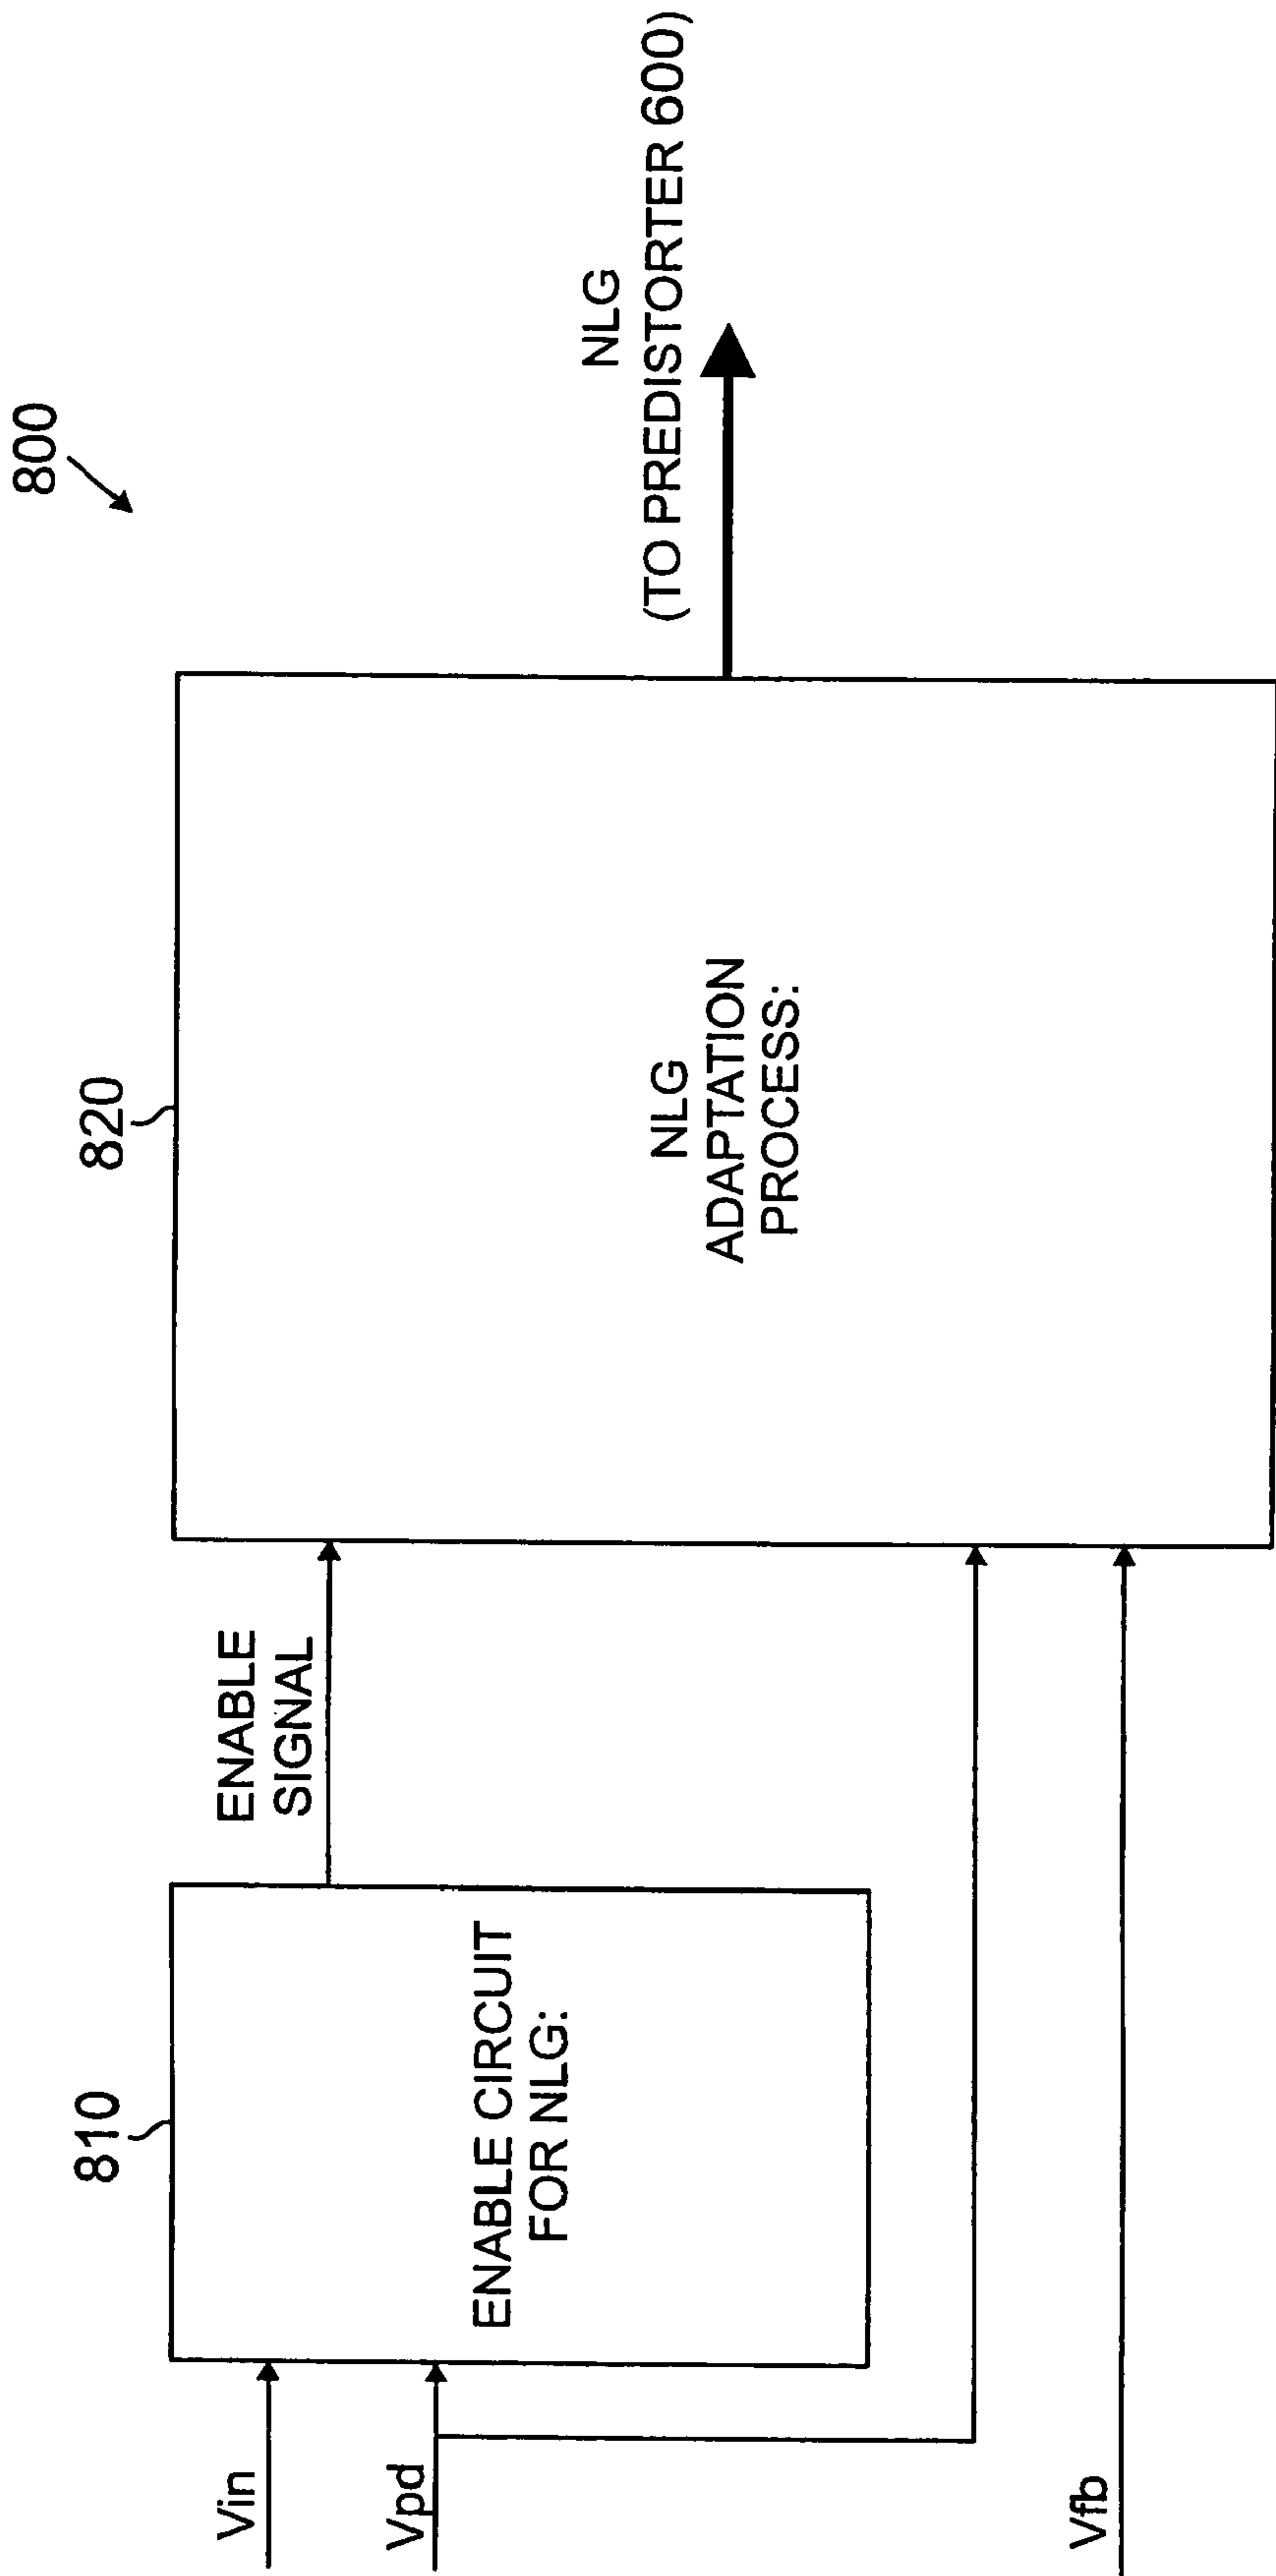 800
810
820
Vin
Vpd
Vfb
ENABLE CIRCUIT
FOR NLG:
ENABLE
SIGNAL
NLG
ADAPTATION
PROCESS:
NLG
(TO PREDISTORTER 600)